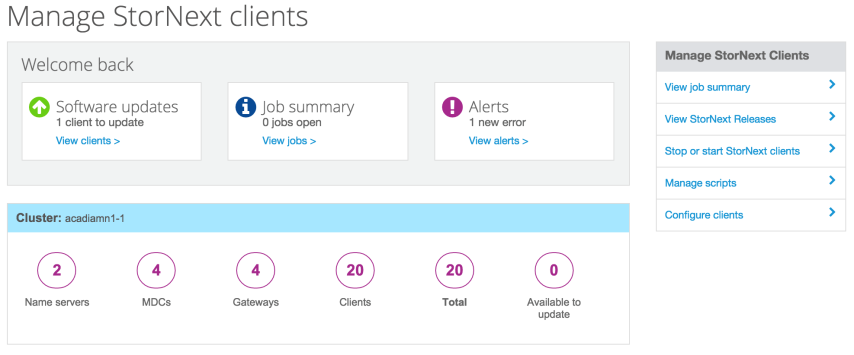 Manage StorNext clients
Welcome back
Software updates
1 client to update
View clients >
Job summary
0 jobs open
View jobs >
Alerts
1 new error
View alerts >
Manage StorNext Clients
View job summary
View StorNext Releases
Stop or start StorNext clients
Manage scripts
Configure clients
Cluster: acadiamn1-1
2
Name servers
4
MDCs
4
Gateways
20
Clients
20
Total
0
Available to
update